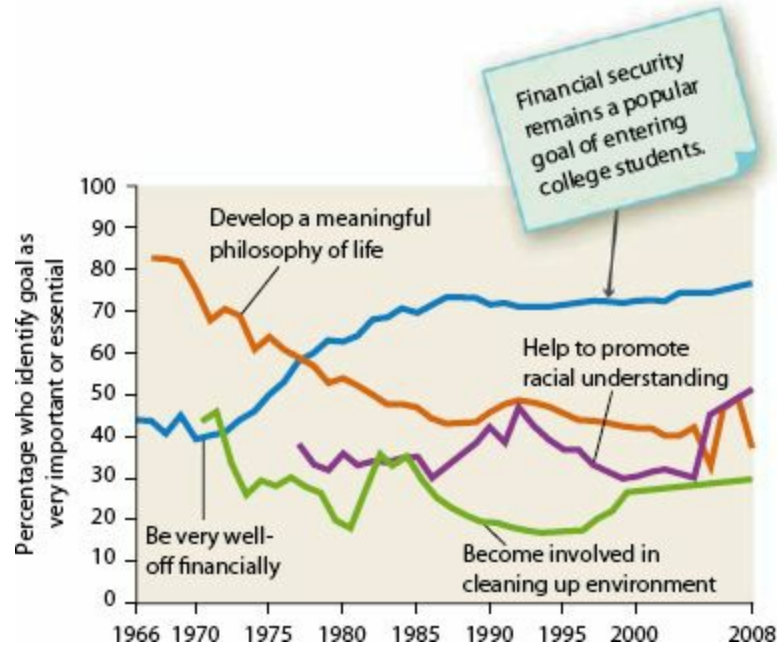 Financial security
remains a popular
goal of entering
college students.
Percentage who identify goal as
very important or essential
100
90
80
70
60
50
40
30
20
10
0
Develop a meaningful
philosophy of life
Help to promote
racial understanding
Be very well-
off financially
Become involved in
cleaning up environment
1966 1970 1975 1980 1985 1990 1995 2000 2008